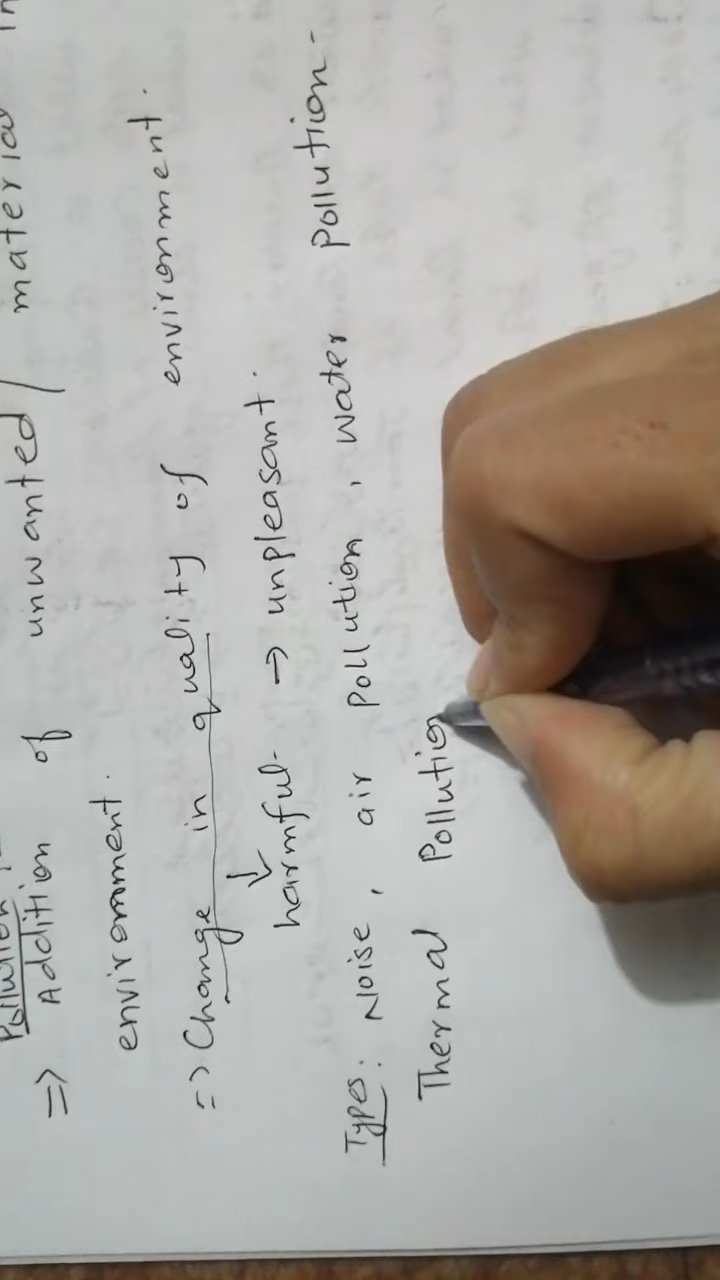 Pollution :
=> Addition of unwanted / material in
environment.
=> Change in quality of environment.
↓
harmful- → unpleasant.
Types: Noise, air pollution, water pollution-
Thermal Pollution